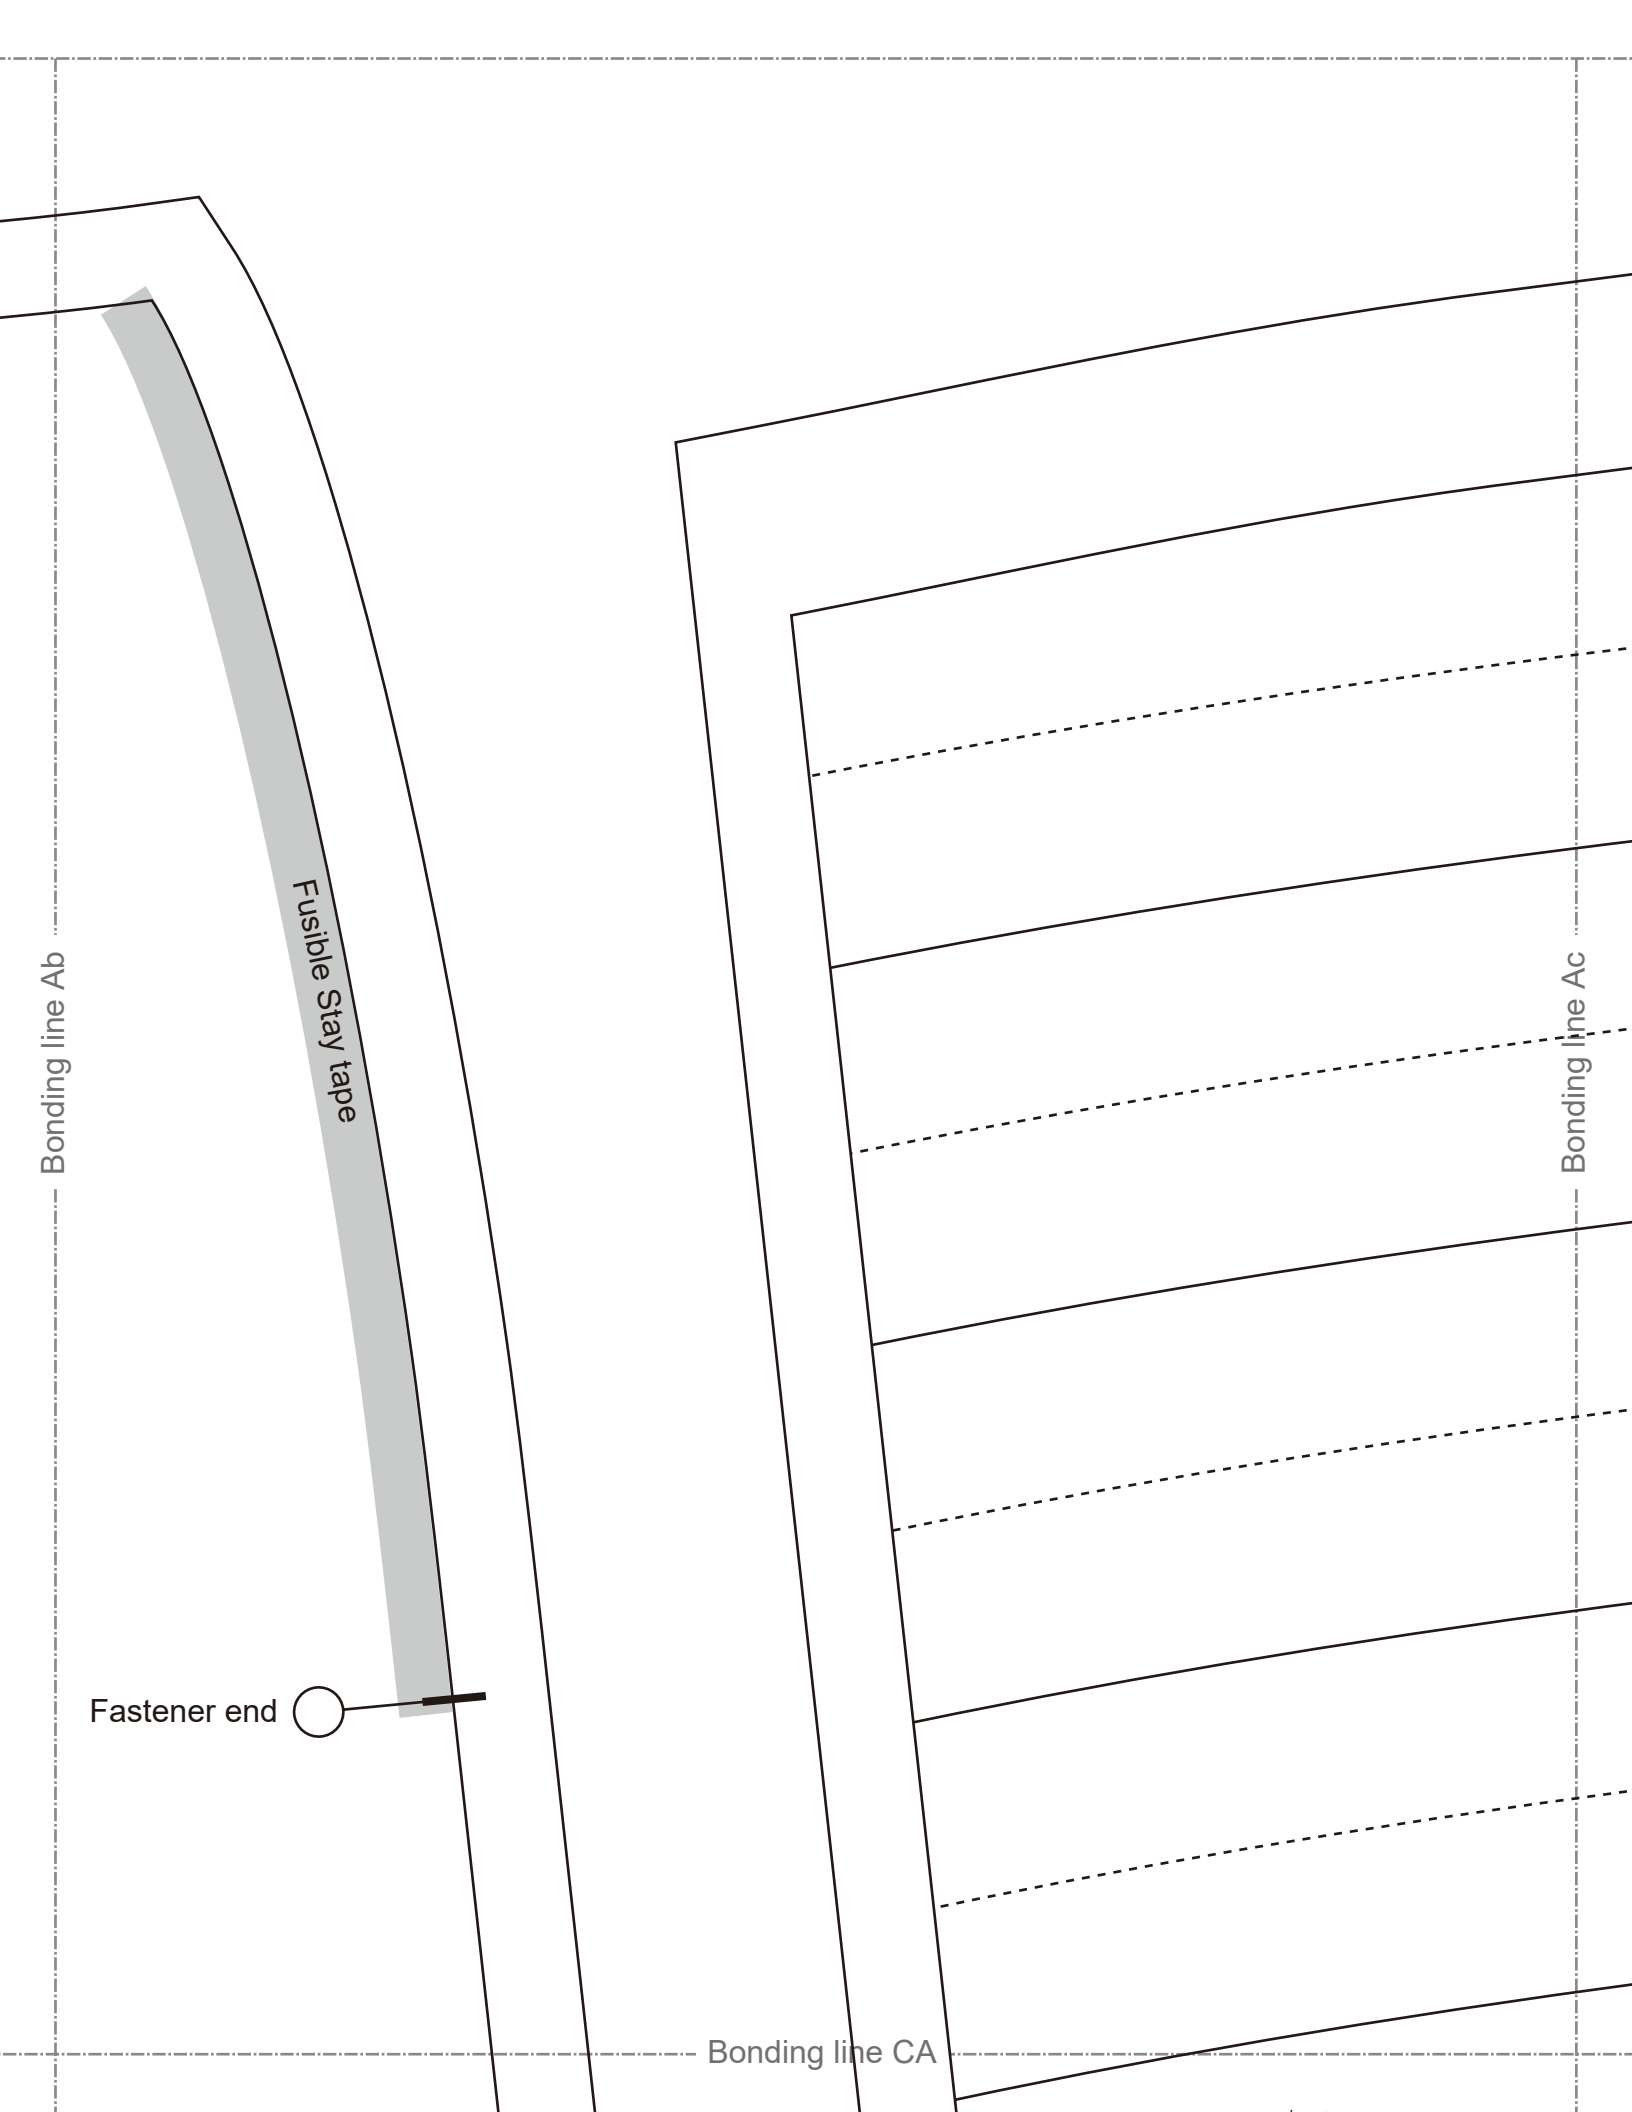 Fusible Stay tape
Bonding line Ab
Bonding line Ac
Fastener end
Bonding line CA